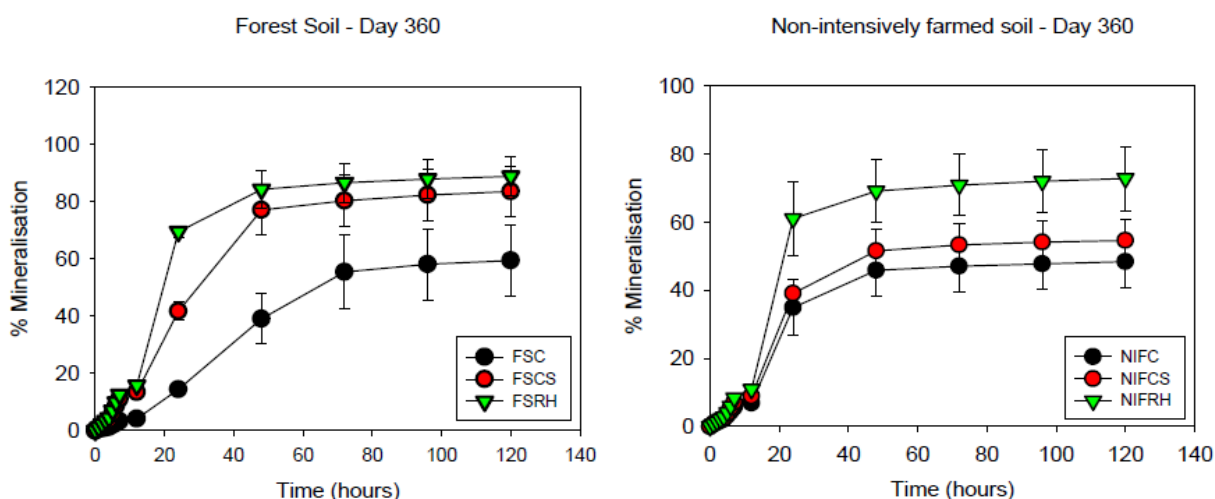 Forest Soil - Day 360
120
100
80
60
40
20
0
% Mineralisation
0 20 40 60 80 100 120 140
Time (hours)
FSC
FSCS
FSRH
Non-intensively farmed soil - Day 360
100
80
60
40
20
0
% Mineralisation
0 20 40 60 80 100 120 140
Time (hours)
NIFC
NIFCS
NIFRH